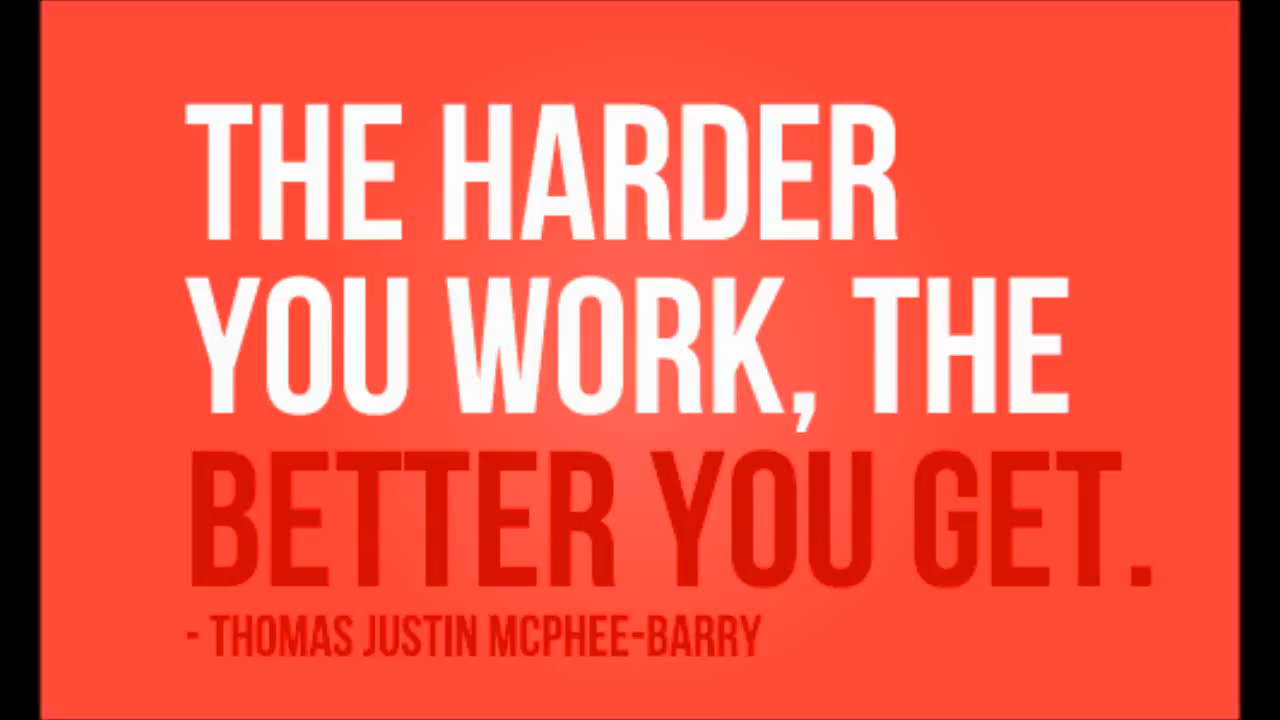 THE HARDER
YOU WORK, THE
BETTER YOU GET.
- THOMAS JUSTIN MCPHEE-BARRY